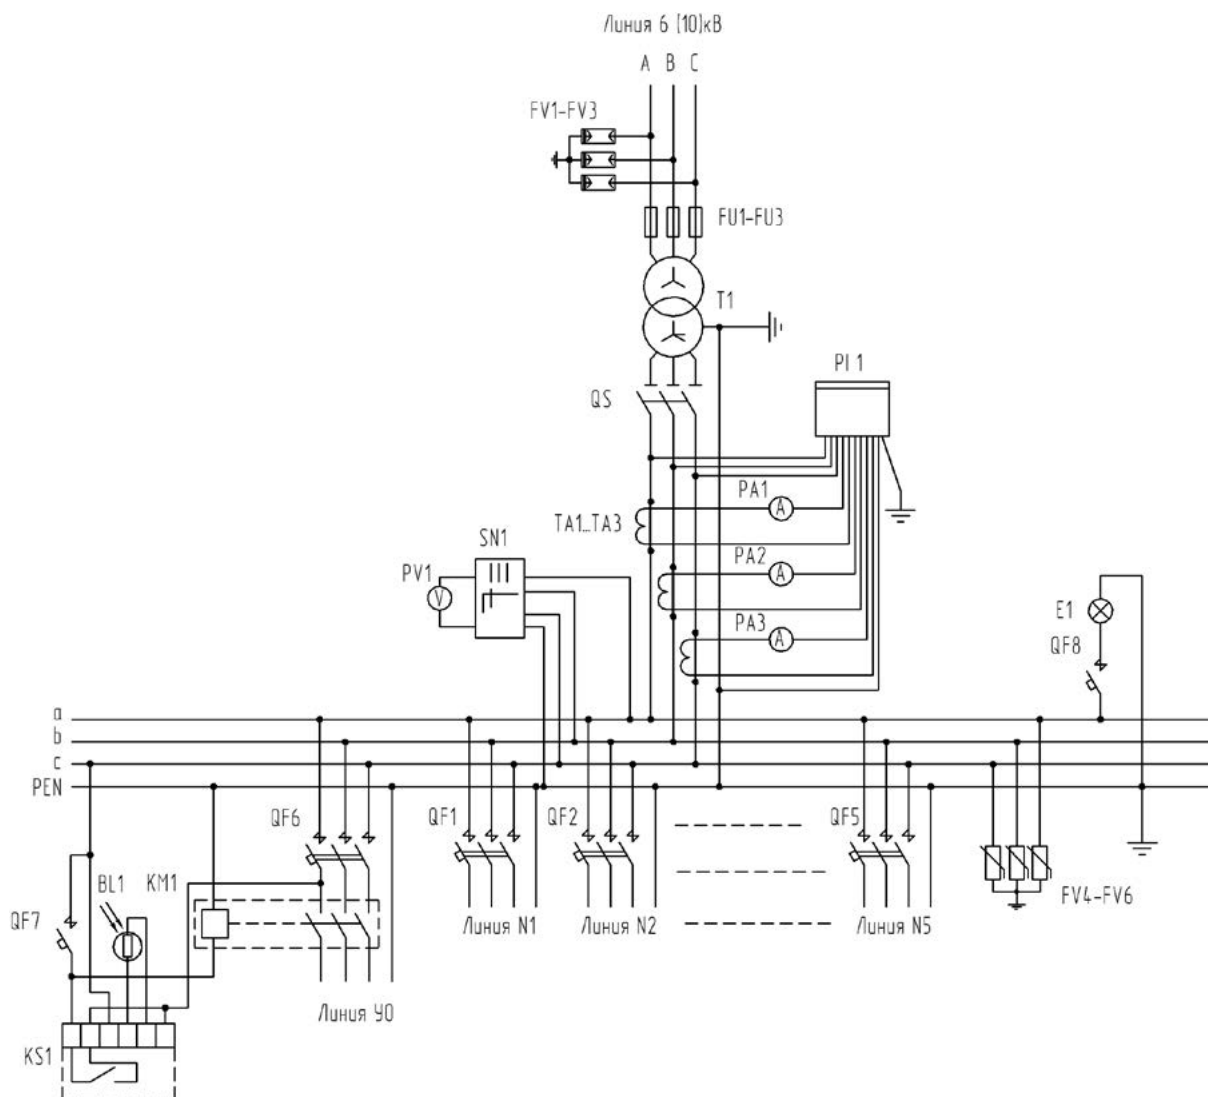 Линия 6 (10)кВ
A B C
FV1-FV3
FU1-FU3
T1
PI 1
QS
PA1
A
TA1...TA3
SN1
PA2
A
PV1
V
PA3
A
E1
QF8
a
b
c
PEN
QF6
QF1
QF2
QF5
BL1
KM1
QF7
FV4-FV6
Линия N1
Линия N2
Линия N5
Линия УО
KS1